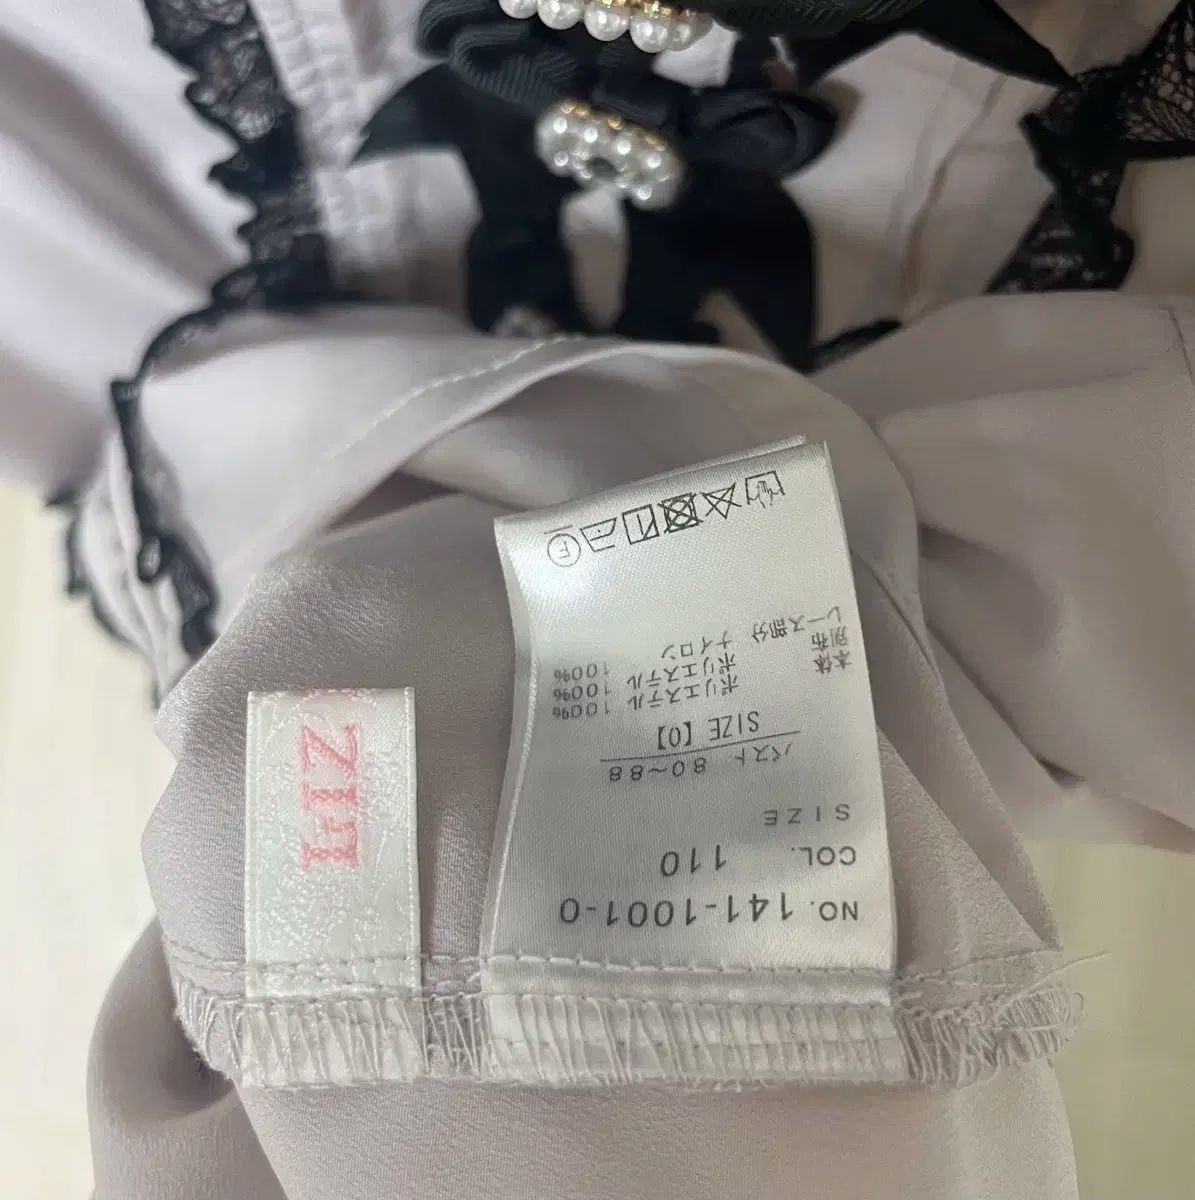 NO. 141-1001-0
COL. 110
SIZE
バスト 80~88
SIZE【0】
本体 ポリエステル 100%
別布 ポリエステル 100%
レース部分 ナイロン 100%
F
LIZ